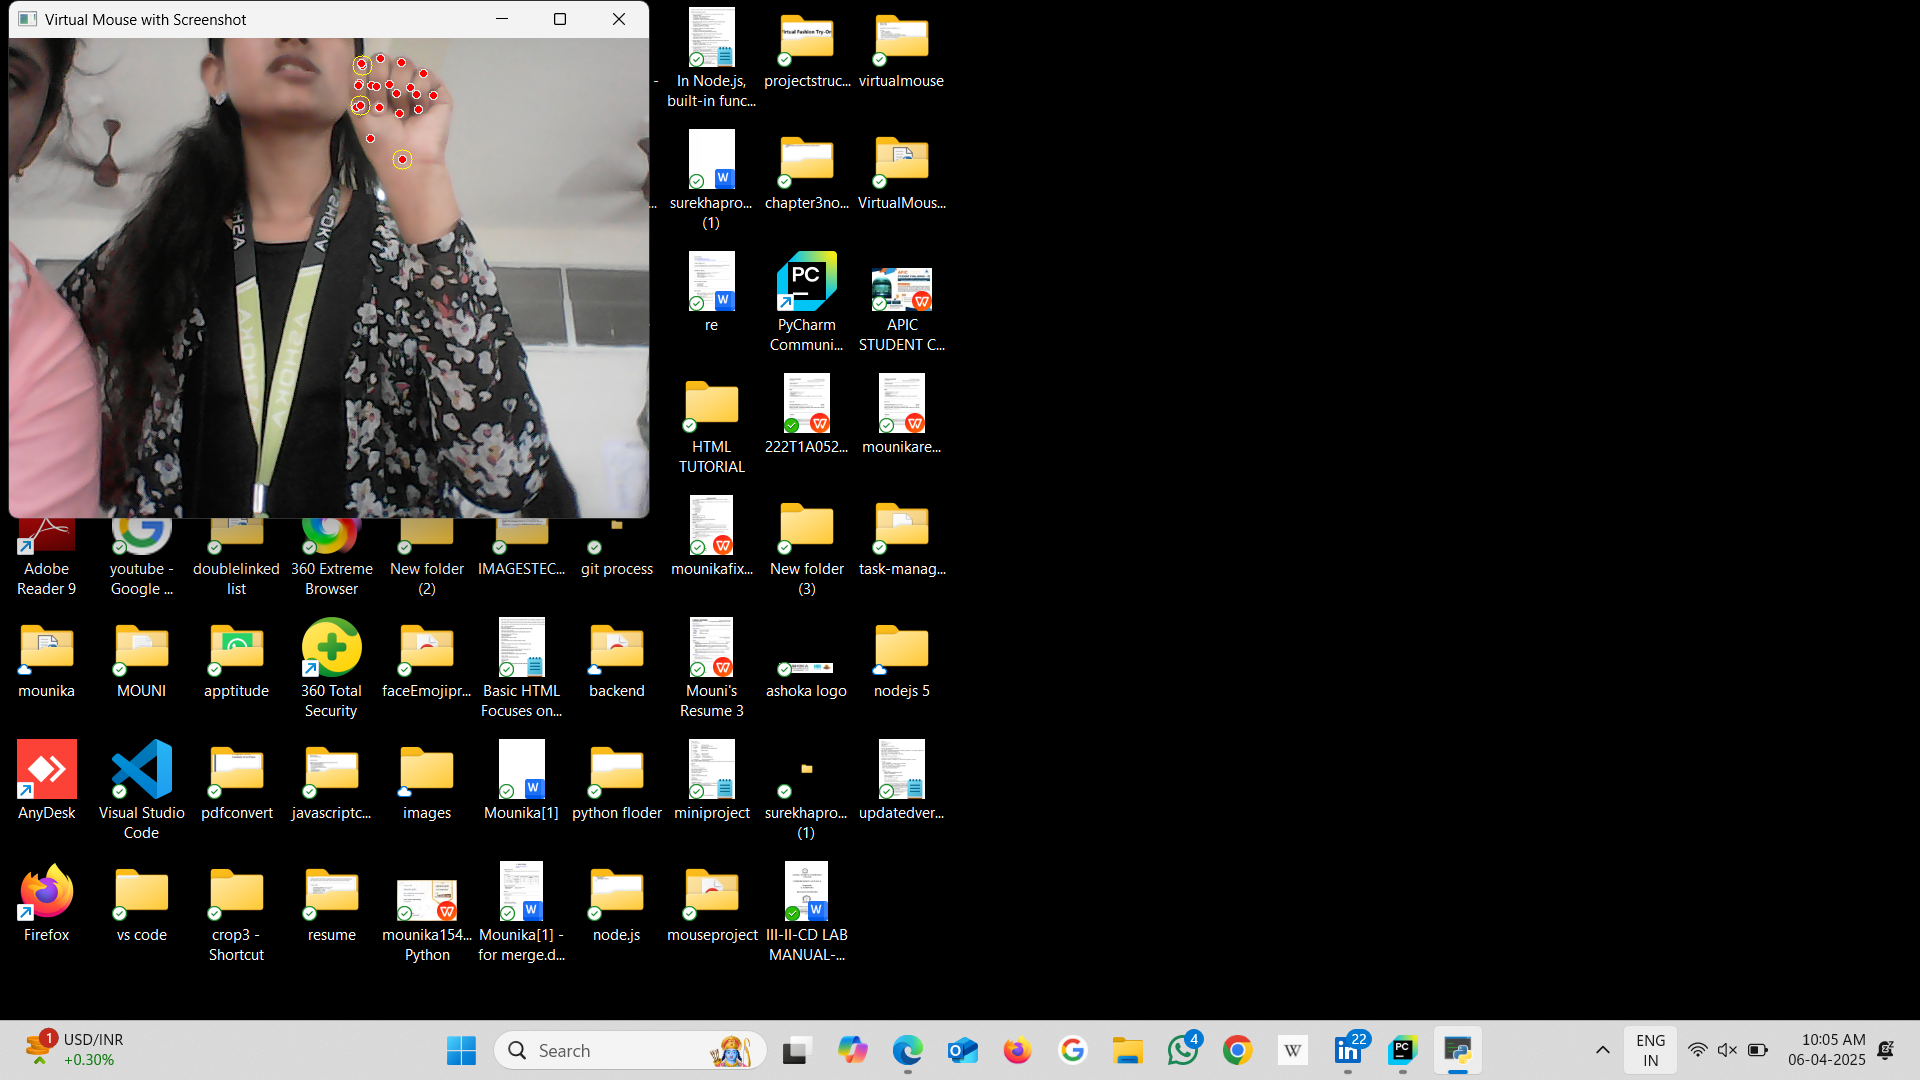 Virtual Mouse with Screenshot
ASHOKA
ASHOKA
In Node.js,
built-in func...
projectstruc...
virtualmouse
surekhapro...
(1)
chapter3no...
VirtualMous...
re
PyCharm
Communi...
APIC
STUDENT C...
HTML
TUTORIAL
222T1A052...
mounikare...
Adobe
Reader 9
youtube -
Google ...
doublelinked
list
360 Extreme
Browser
New folder
(2)
IMAGESTEC...
git process
mounikafix...
New folder
(3)
task-manag...
mounika
MOUNI
apptitude
360 Total
Security
faceEmojipr...
Basic HTML
Focuses on...
backend
Mouni's
Resume 3
ashoka logo
nodejs 5
AnyDesk
Visual Studio
Code
pdfconvert
javascriptc...
images
Mounika[1]
python floder
miniproject
surekhapro...
(1)
updatedver...
Firefox
vs code
crop3 -
Shortcut
resume
mounika154...
Python
Mounika[1] -
for merge.d...
node.js
mouseproject
III-II-CD LAB
MANUAL-...
1
USD/INR
+0.30%
Search
4
22
ENG
IN
10:05 AM
06-04-2025